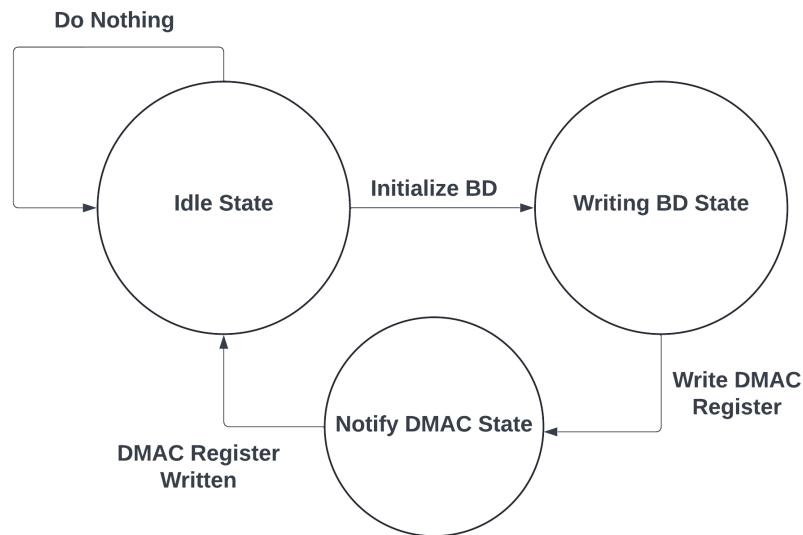 Do Nothing
Idle State
Initialize BD
Writing BD State
Write DMAC
Register
Notify DMAC State
DMAC Register
Written